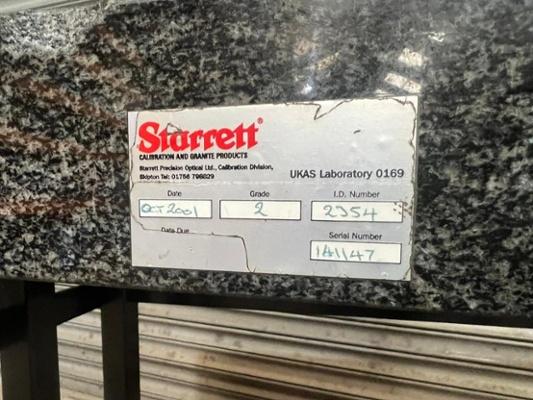 Starrett®
CALIBRATION AND GRANITE PRODUCTS
Starrett Precision Optical Ltd., Calibration Division,
Skipton Tel: 01756 798829
UKAS Laboratory 0169
Date Grade I.D. Number
OCT 2001 2 2354
Data Due Serial Number
141147